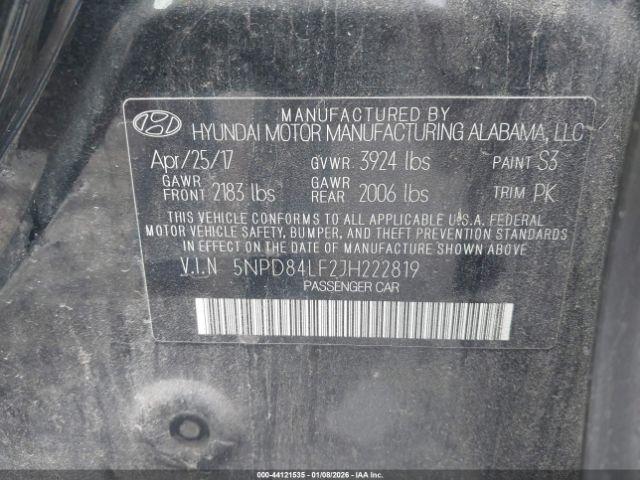 MANUFACTURED BY
HYUNDAI MOTOR MANUFACTURING ALABAMA, LLC
Apr/25/17 GVWR 3924 lbs PAINT S3
GAWR FRONT 2183 lbs GAWR REAR 2006 lbs TRIM PK
THIS VEHICLE CONFORMS TO ALL APPLICABLE U.S.A. FEDERAL
MOTOR VEHICLE SAFETY, BUMPER, AND THEFT PREVENTION STANDARDS
IN EFFECT ON THE DATE OF MANUFACTURE SHOWN ABOVE.
V.I.N 5NPD84LF2JH222819
PASSENGER CAR
000-44121535 - 01/08/2026 - IAAI.COM